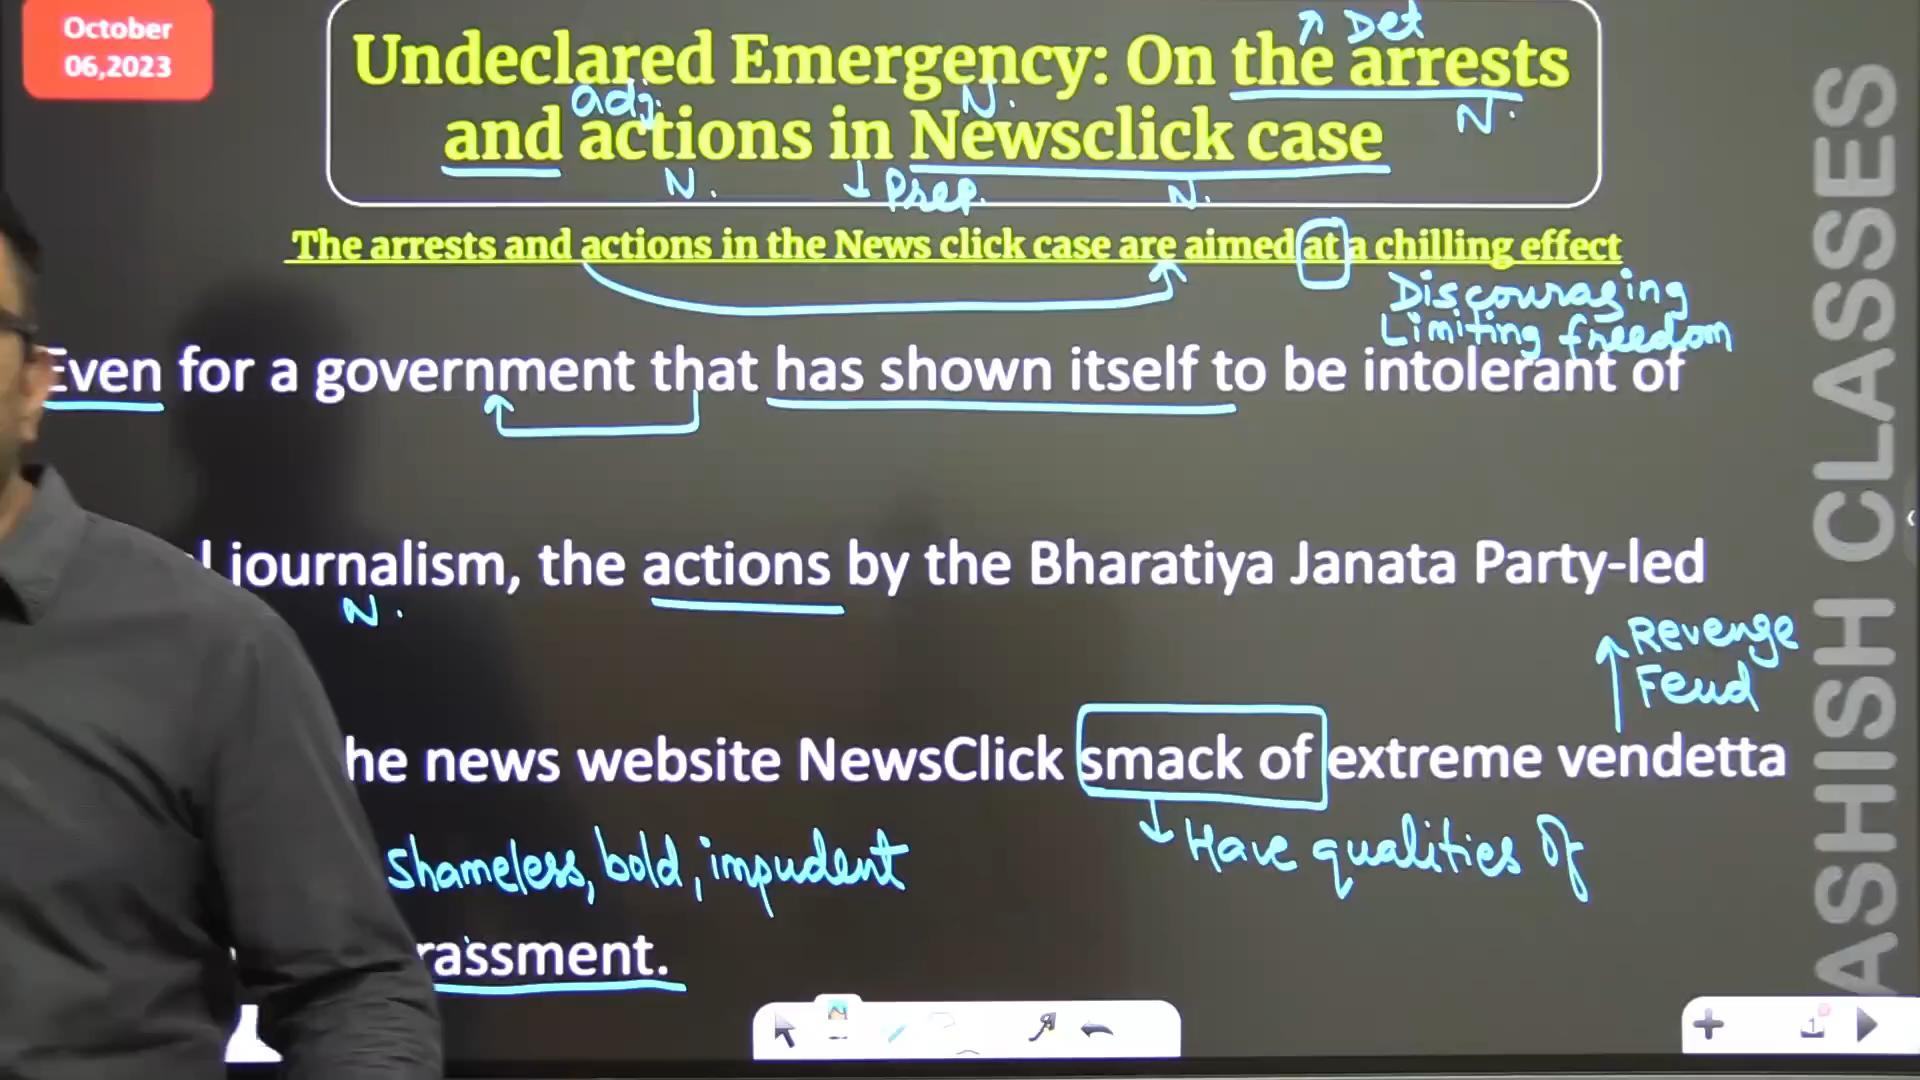 October
06,2023
↑ Det
Undeclared Emergency: On the arrests
adj. N. N.
and actions in Newsclick case
N. ↓ Prep. N.
The arrests and actions in the News click case are aimed at a chilling effect
Discouraging
Limiting freedom
Even for a government that has shown itself to be intolerant of
journalism, the actions by the Bharatiya Janata Party-led
N.
Revenge
Feud
he news website NewsClick smack of extreme vendetta
shameless, bold, impudent
Have qualities of
rassment.
ASHISH CLASSES